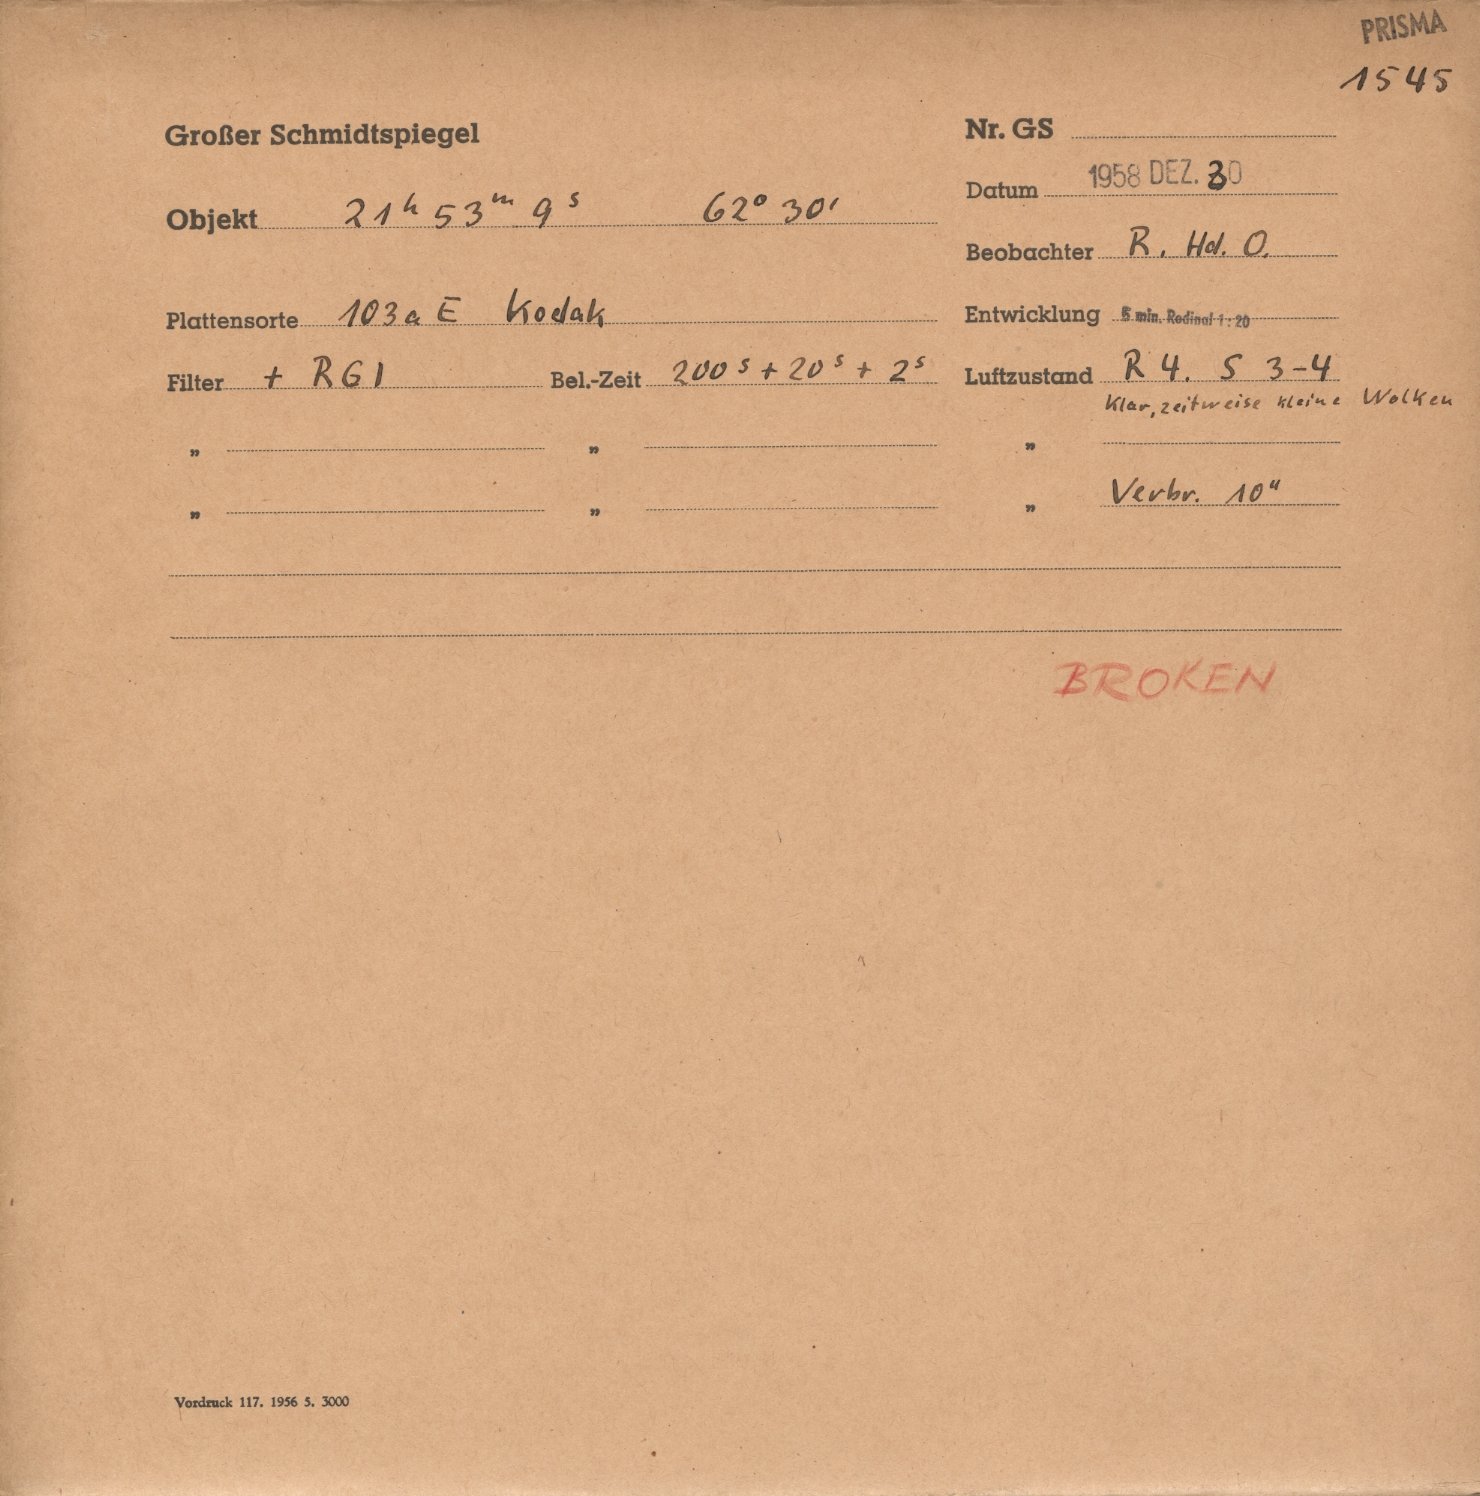 PRISMA
1545
Großer Schmidtspiegel
Nr. GS
Datum 1958 DEZ. 30
Objekt 21h 53m 9s 62° 30'
Beobachter R. Hd. O.
Plattensorte 103a E Kodak
Entwicklung 5 min. Rodinal 1:20
Filter + RG1 Bel.-Zeit 200s + 20s + 2s
Luftzustand R 4. S 3-4
Klar, zeitweise kleine Wolken
„ „ „
„ „ „ Verbr. 10"
BROKEN
Vordruck 117. 1956 5. 3000